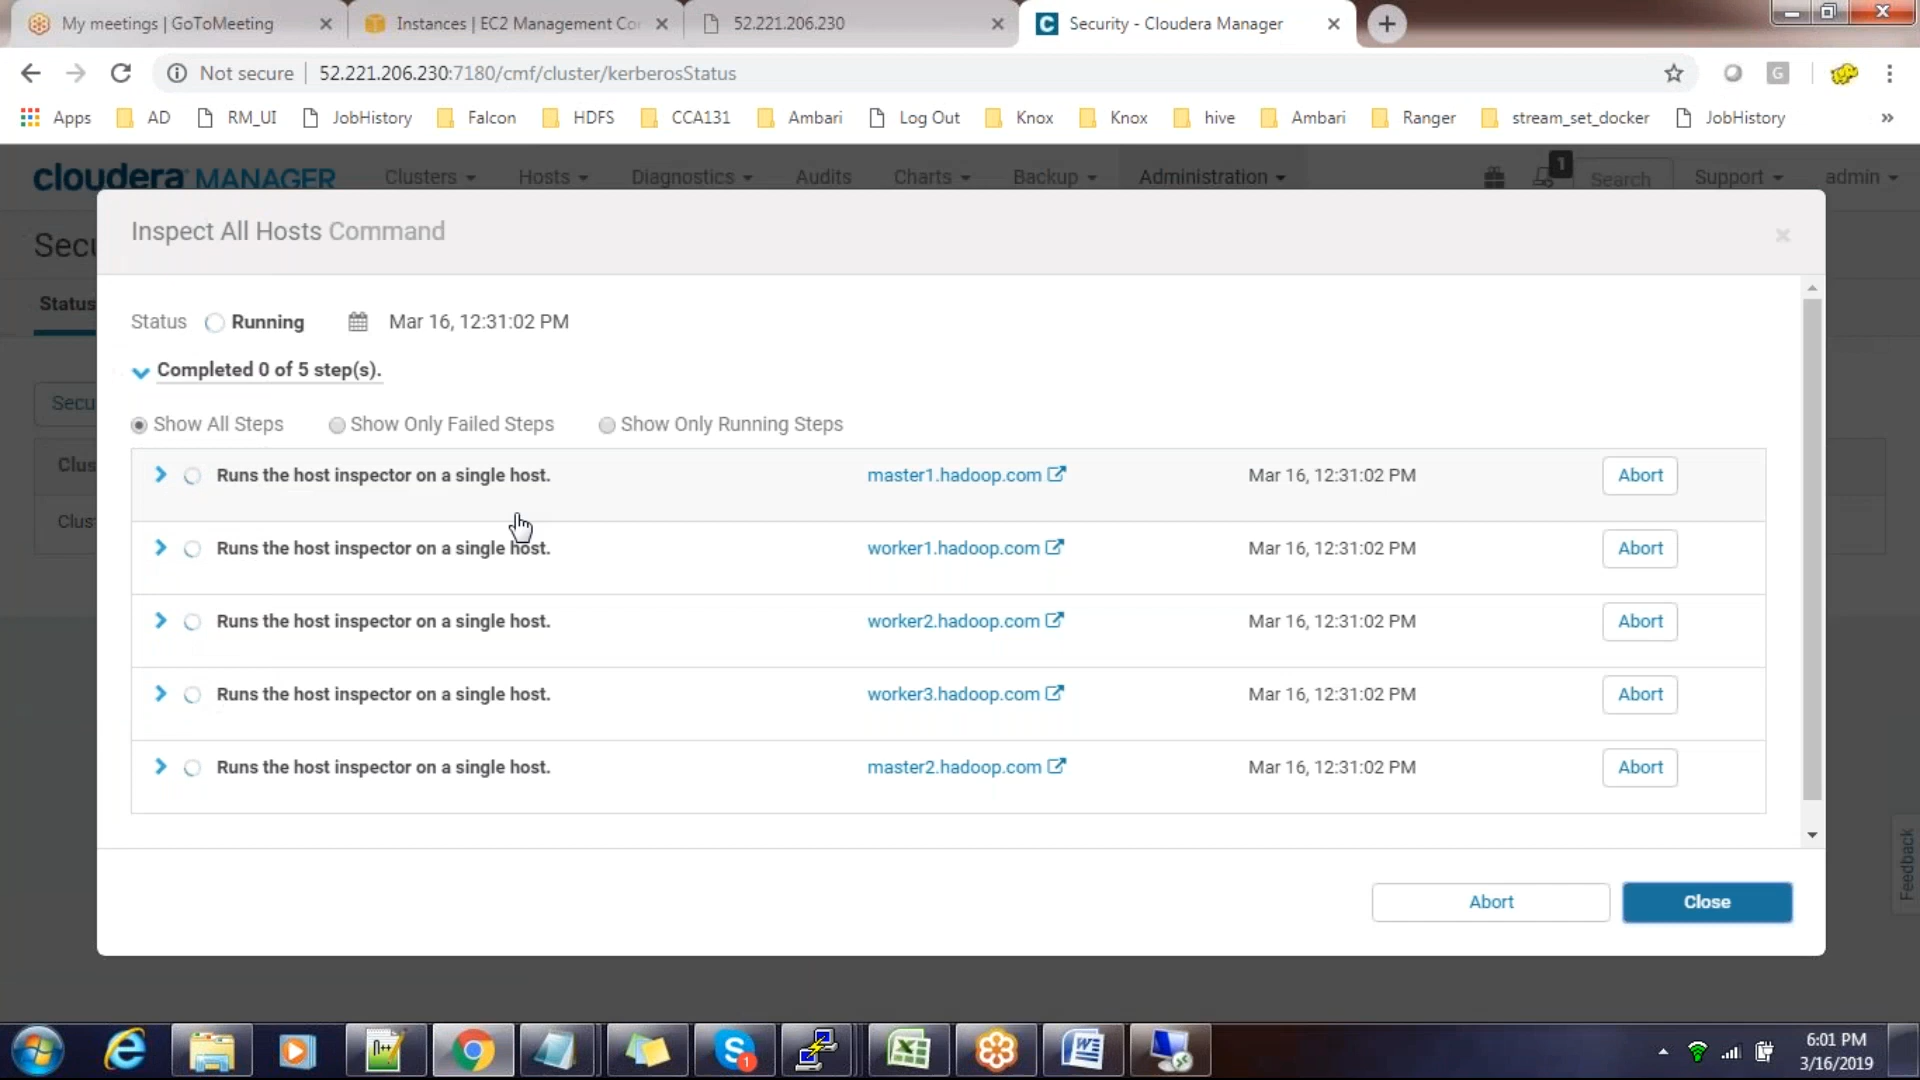 My meetings | GoToMeeting
Instances | EC2 Management Co
52.221.206.230
Security - Cloudera Manager
Not secure
52.221.206.230:7180/cmf/cluster/kerberosStatus
G
Apps
AD
RM_UI
JobHistory
Falcon
HDFS
CCA131
Ambari
Log Out
Knox
Knox
hive
Ambari
Ranger
stream_set_docker
JobHistory
»
cloudera MANAGER
Clusters
Hosts
Diagnostics
Audits
Charts
Backup
Administration
1
Search
Support
admin
Secu
Inspect All Hosts Command
Status
Status Running Mar 16, 12:31:02 PM
Completed 0 of 5 step(s).
Secu
Show All Steps
Show Only Failed Steps
Show Only Running Steps
Clus
Runs the host inspector on a single host. master1.hadoop.com Mar 16, 12:31:02 PM Abort
Clus
Runs the host inspector on a single host. worker1.hadoop.com Mar 16, 12:31:02 PM Abort
Runs the host inspector on a single host. worker2.hadoop.com Mar 16, 12:31:02 PM Abort
Runs the host inspector on a single host. worker3.hadoop.com Mar 16, 12:31:02 PM Abort
Runs the host inspector on a single host. master2.hadoop.com Mar 16, 12:31:02 PM Abort
Feedback
Abort
Close
6:01 PM
3/16/2019